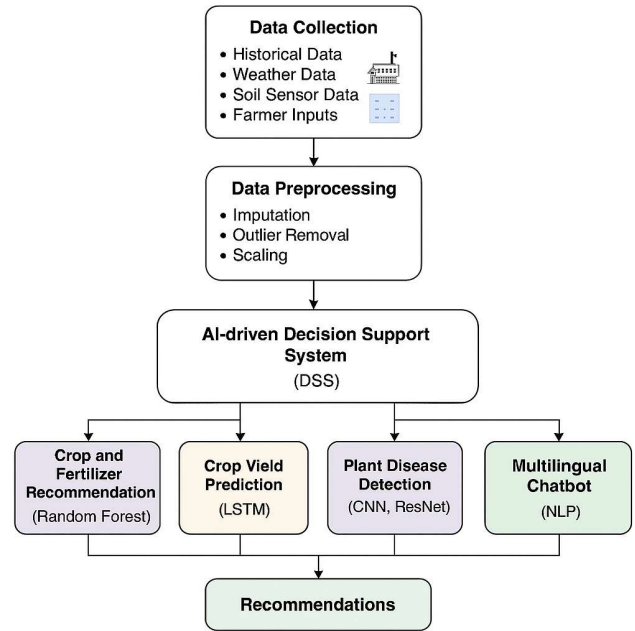 Data Collection
• Historical Data
• Weather Data
• Soil Sensor Data
• Farmer Inputs
Data Preprocessing
• Imputation
• Outlier Removal
• Scaling
AI-driven Decision Support
System
(DSS)
Crop and
Fertilizer
Recommendation
(Random Forest)
Crop Vield
Prediction
(LSTM)
Plant Disease
Detection
(CNN, ResNet)
Multilingual
Chatbot
(NLP)
Recommendations